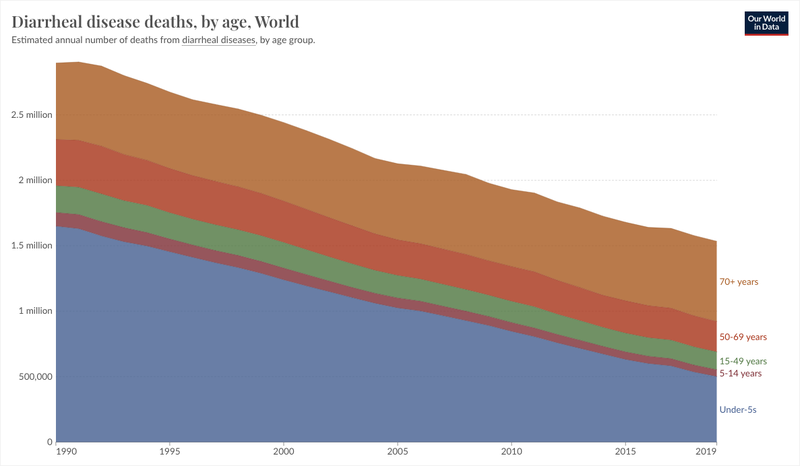 Diarrheal disease deaths, by age, World
Estimated annual number of deaths from diarrheal diseases, by age group.
Our World
in Data
2.5 million
2 million
1.5 million
1 million
500,000
0
70+ years
50-69 years
15-49 years
5-14 years
Under-5s
1990
1995
2000
2005
2010
2015
2019